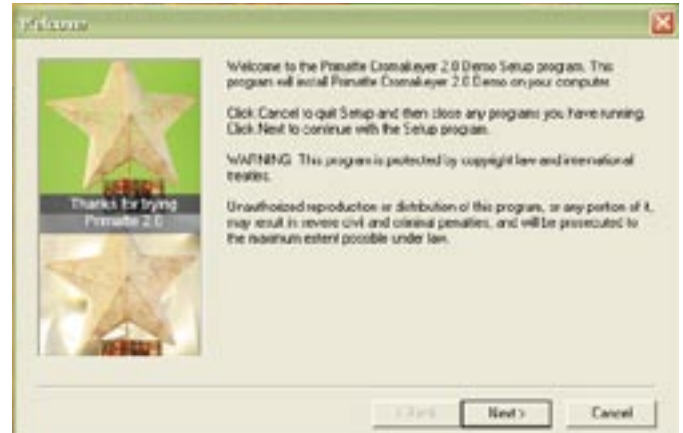 Welcome
Thanks for trying
Primatte 2.0
Welcome to the Primatte Cromakeyer 2.0 Demo Setup program. This
program will install Primatte Cromakeyer 2.0 Demo on your computer.
Click Cancel to quit Setup and then close any programs you have running.
Click Next to continue with the Setup program.
WARNING: This program is protected by copyright law and international
treaties.
Unauthorized reproduction or distribution of this program, or any portion of it,
may result in severe civil and criminal penalties, and will be prosecuted to
the maximum extent possible under law.
< Back
Next >
Cancel